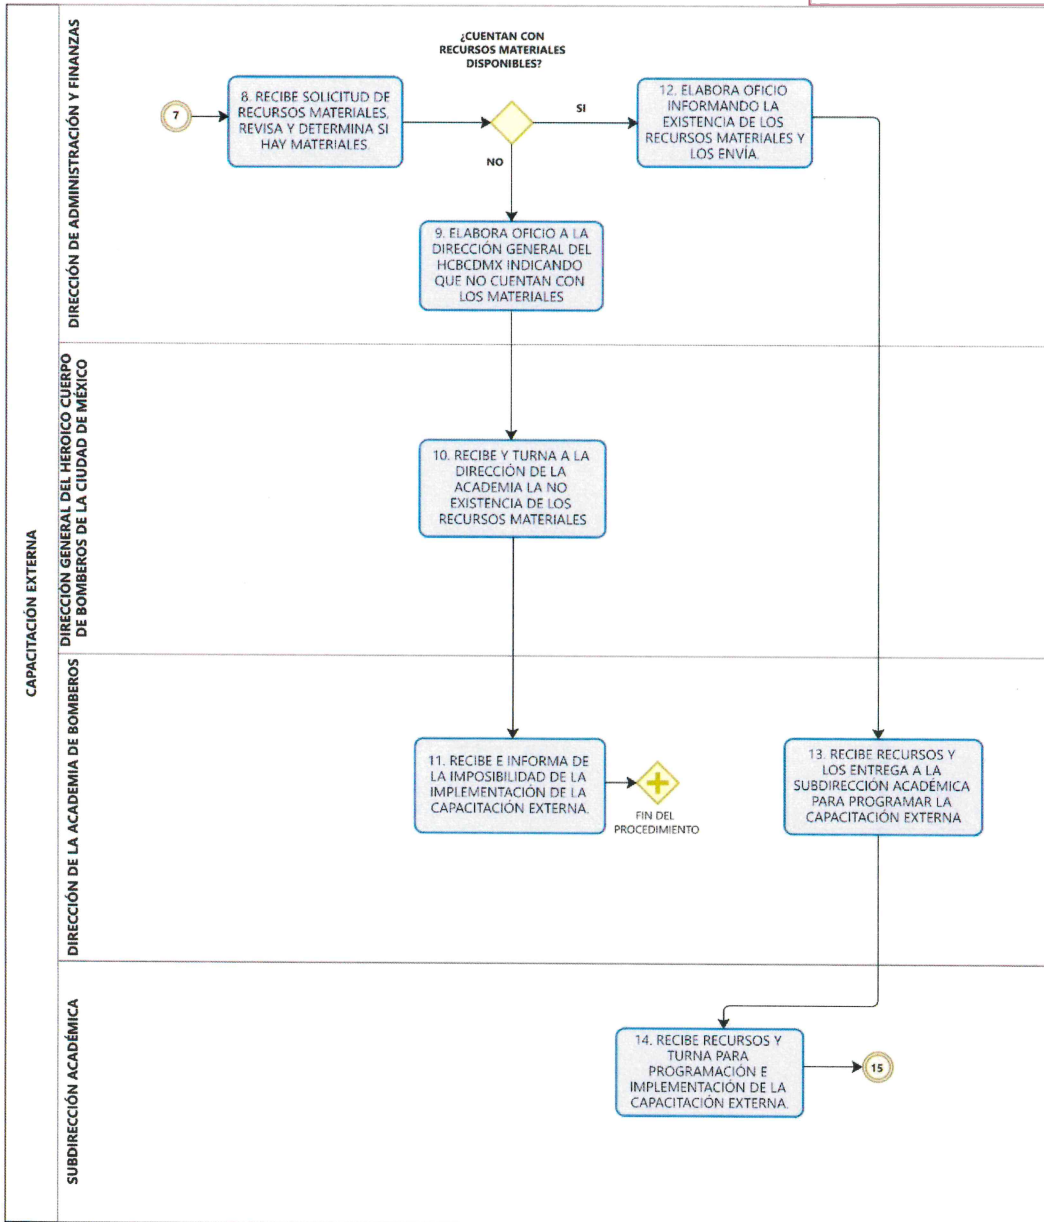 CAPACITACIÓN EXTERNA
DIRECCIÓN DE ADMINISTRACIÓN Y FINANZAS
¿CUENTAN CON
RECURSOS MATERIALES
DISPONIBLES?
7
8. RECIBE SOLICITUD DE
RECURSOS MATERIALES,
REVISA Y DETERMINA SI
HAY MATERIALES.
SI
NO
12. ELABORA OFICIO
INFORMANDO LA
EXISTENCIA DE LOS
RECURSOS MATERIALES Y
LOS ENVÍA.
9. ELABORA OFICIO A LA
DIRECCIÓN GENERAL DEL
HCBCDMX INDICANDO
QUE NO CUENTAN CON
LOS MATERIALES
DIRECCIÓN GENERAL DEL HEROICO CUERPO
DE BOMBEROS DE LA CIUDAD DE MÉXICO
10. RECIBE Y TURNA A LA
DIRECCIÓN DE LA
ACADEMIA LA NO
EXISTENCIA DE LOS
RECURSOS MATERIALES
DIRECCIÓN DE LA ACADEMIA DE BOMBEROS
11. RECIBE E INFORMA DE
LA IMPOSIBILIDAD DE LA
IMPLEMENTACIÓN DE LA
CAPACITACIÓN EXTERNA.
FIN DEL
PROCEDIMIENTO
13. RECIBE RECURSOS Y
LOS ENTREGA A LA
SUBDIRECCIÓN ACADÉMICA
PARA PROGRAMAR LA
CAPACITACIÓN EXTERNA
SUBDIRECCIÓN ACADÉMICA
14. RECIBE RECURSOS Y
TURNA PARA
PROGRAMACIÓN E
IMPLEMENTACIÓN DE LA
CAPACITACIÓN EXTERNA.
15